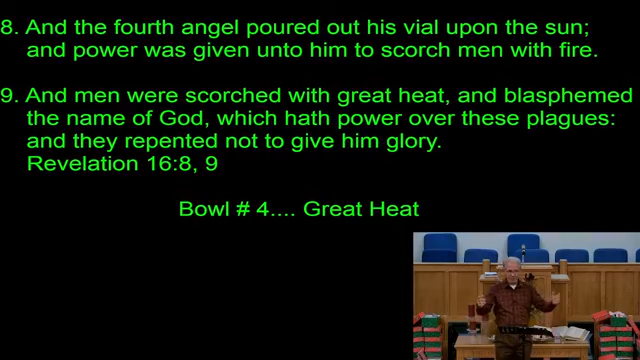 8. And the fourth angel poured out his vial upon the sun;
and power was given unto him to scorch men with fire.
9. And men were scorched with great heat, and blasphemed
the name of God, which hath power over these plagues:
and they repented not to give him glory.
Revelation 16:8, 9
Bowl # 4.... Great Heat